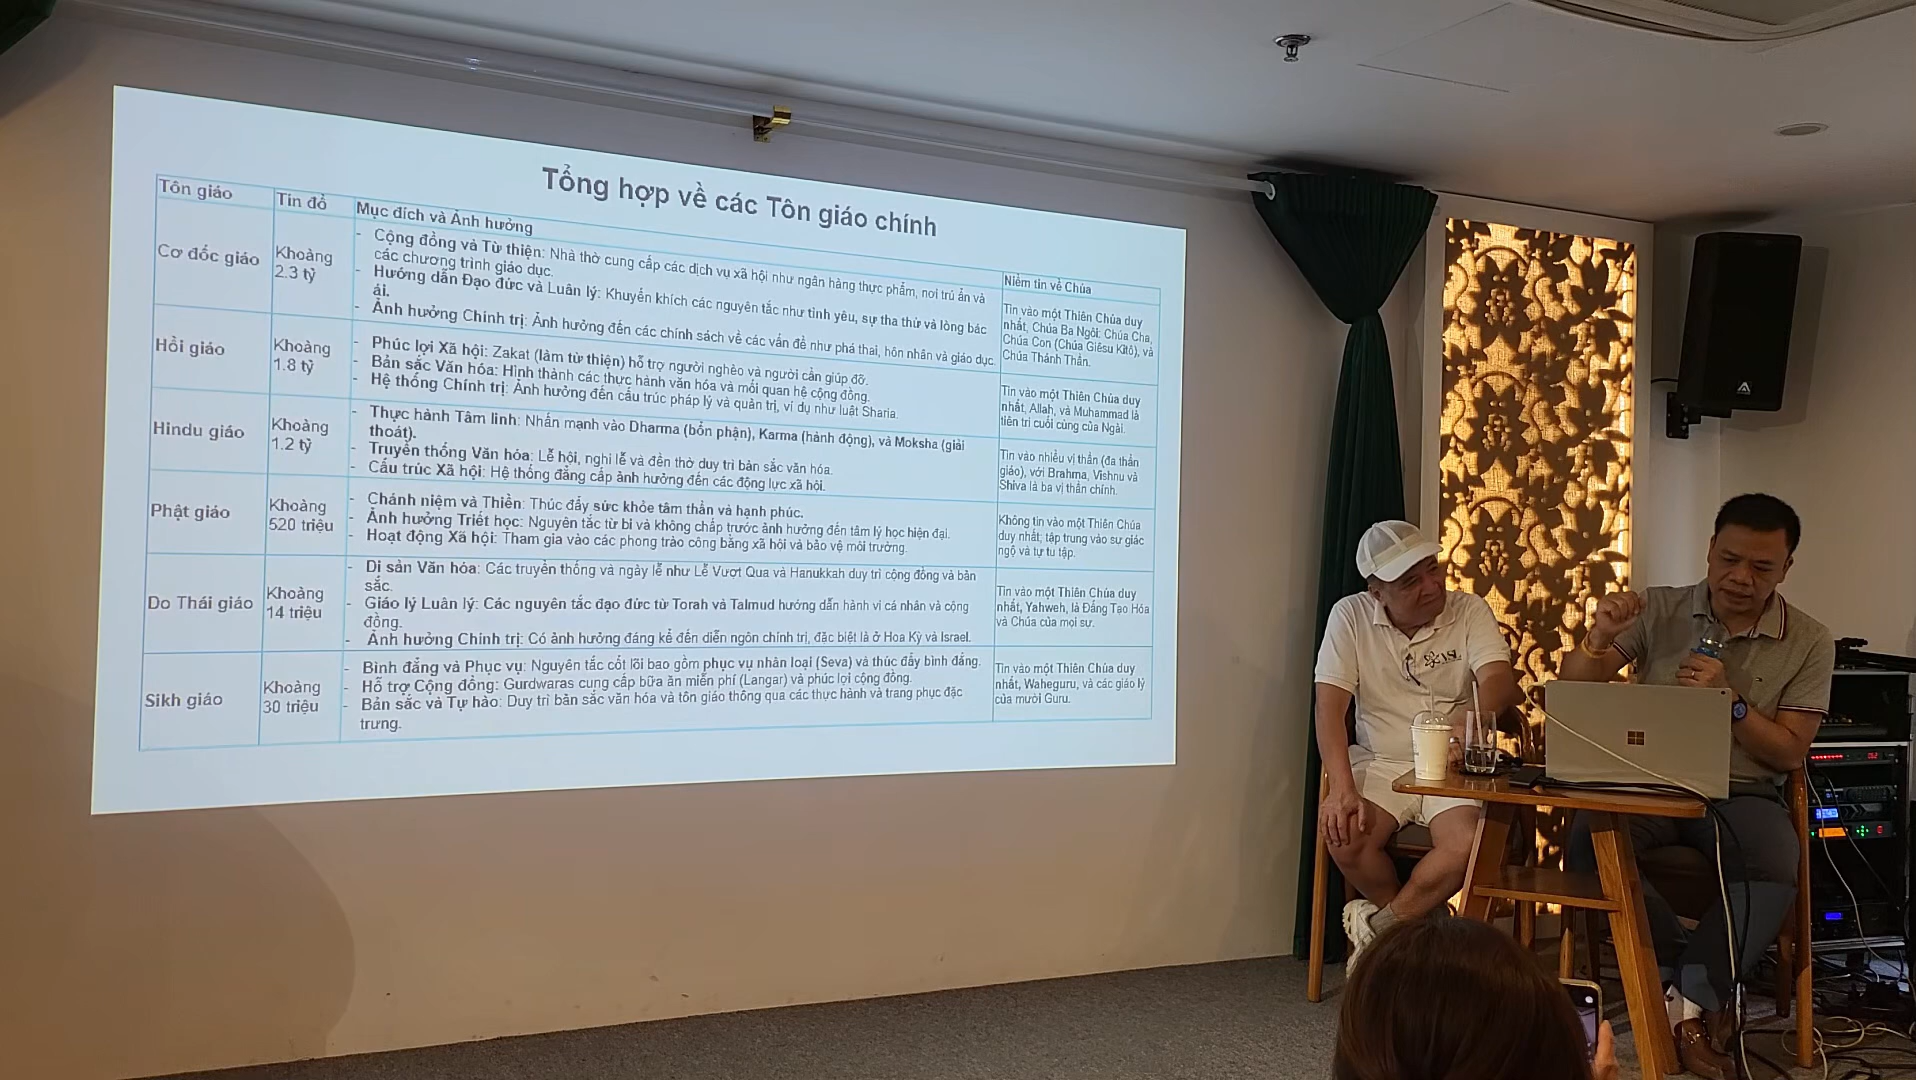 Tổng hợp về các Tôn giáo chính
Tôn giáo
Tín đồ
Mục đích và Ảnh hưởng
Niềm tin về Chúa
Cơ đốc giáo
Khoảng
2.3 tỷ
- Cộng đồng và Từ thiện: Nhà thờ cung cấp các dịch vụ xã hội như ngân hàng thực phẩm, nơi trú ẩn và
các chương trình giáo dục.
- Hướng dẫn Đạo đức và Luân lý: Khuyến khích các nguyên tắc như tình yêu, sự tha thứ và lòng bác
ái.
- Ảnh hưởng Chính trị: Ảnh hưởng đến các chính sách về các vấn đề như phá thai, hôn nhân và giáo dục.
Tin vào một Thiên Chúa duy
nhất, Chúa Ba Ngôi: Chúa Cha,
Chúa Con (Chúa Giêsu Kitô), và
Chúa Thánh Thần.
Hồi giáo
Khoảng
1.8 tỷ
- Phúc lợi Xã hội: Zakat (làm từ thiện) hỗ trợ người nghèo và người cần giúp đỡ.
- Bản sắc Văn hóa: Hình thành các thực hành văn hóa và mối quan hệ cộng đồng.
- Hệ thống Chính trị: Ảnh hưởng đến cấu trúc pháp lý và quản trị, ví dụ như luật Sharia.
Tin vào một Thiên Chúa duy
nhất, Allah, và Muhammad là
tiên tri cuối cùng của Ngài.
Hindu giáo
Khoảng
1.2 tỷ
- Thực hành Tâm linh: Nhấn mạnh vào Dharma (bổn phận), Karma (hành động), và Moksha (giải
thoát).
- Truyền thống Văn hóa: Lễ hội, nghi lễ và đền thờ duy trì bản sắc văn hóa.
- Cấu trúc Xã hội: Hệ thống đẳng cấp ảnh hưởng đến các động lực xã hội.
Tin vào nhiều vị thần (đa thần
giáo), với Brahma, Vishnu và
Shiva là ba vị thần chính.
Phật giáo
Khoảng
520 triệu
- Chánh niệm và Thiền: Thúc đẩy sức khỏe tâm thần và hạnh phúc.
- Ảnh hưởng Triết học: Nguyên tắc từ bi và không chấp trước ảnh hưởng đến tâm lý học hiện đại.
- Hoạt động Xã hội: Tham gia vào các phong trào công bằng xã hội và bảo vệ môi trường.
Không tin vào một Thiên Chúa
duy nhất; tập trung vào sự giác
ngộ và tự tu tập.
Do Thái giáo
Khoảng
14 triệu
- Di sản Văn hóa: Các truyền thống và ngày lễ như Lễ Vượt Qua và Hanukkah duy trì cộng đồng và bản
sắc.
- Giáo lý Luân lý: Các nguyên tắc đạo đức từ Torah và Talmud hướng dẫn hành vi cá nhân và cộng
đồng.
- Ảnh hưởng Chính trị: Có ảnh hưởng đáng kể đến diễn ngôn chính trị, đặc biệt là ở Hoa Kỳ và Israel.
Tin vào một Thiên Chúa duy
nhất, Yahweh, là Đấng Tạo Hóa
và Chúa của mọi sự.
Sikh giáo
Khoảng
30 triệu
- Bình đẳng và Phục vụ: Nguyên tắc cốt lõi bao gồm phục vụ nhân loại (Seva) và thúc đẩy bình đẳng.
- Hỗ trợ Cộng đồng: Gurdwaras cung cấp bữa ăn miễn phí (Langar) và phúc lợi cộng đồng.
- Bản sắc và Tự hào: Duy trì bản sắc văn hóa và tôn giáo thông qua các thực hành và trang phục đặc
trưng.
Tin vào một Thiên Chúa duy
nhất, Waheguru, và các giáo lý
của mười Guru.